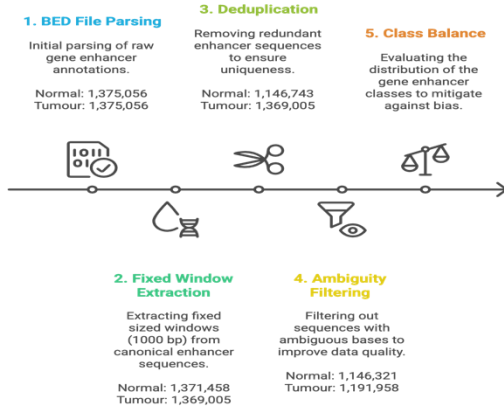 1. BED File Parsing
Initial parsing of raw
gene enhancer
annotations.
Normal: 1,375,056
Tumour: 1,375,056
3. Deduplication
Removing redundant
enhancer sequences
to ensure
uniqueness.
Normal: 1,146,743
Tumour: 1,369,005
5. Class Balance
Evaluating the
distribution of the
gene enhancer
classes to mitigate
against bias.
1011
01
2. Fixed Window
Extraction
Extracting fixed
sized windows
(1000 bp) from
canonical enhancer
sequences.
Normal: 1,371,458
Tumour: 1,369,005
4. Ambiguity
Filtering
Filtering out
sequences with
ambiguous bases to
improve data quality.
Normal: 1,146,321
Tumour: 1,191,958